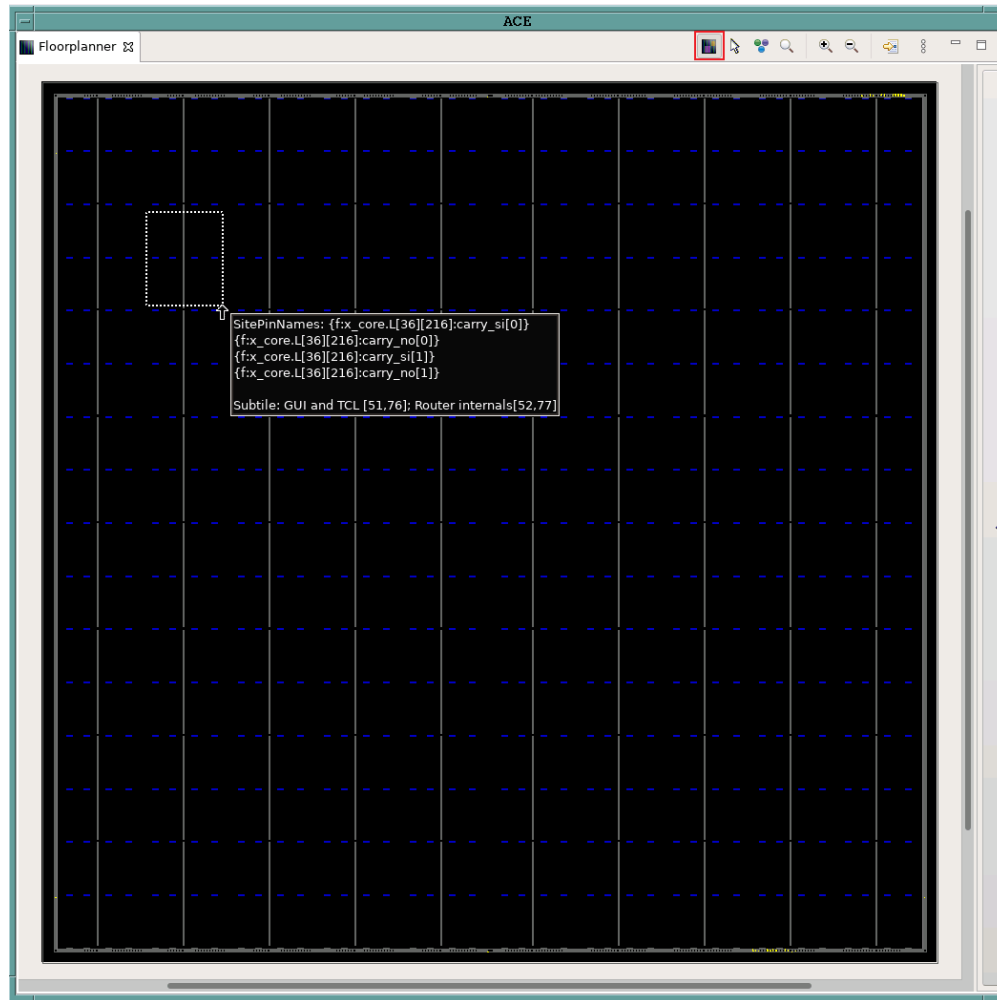 ACE
Floorplanner
SitePinNames: {f:x_core.L[36][216]:carry_si[0]}
{f:x_core.L[36][216]:carry_no[0]}
{f:x_core.L[36][216]:carry_si[1]}
{f:x_core.L[36][216]:carry_no[1]}
Subtile: GUI and TCL [51,76]; Router internals[52,77]